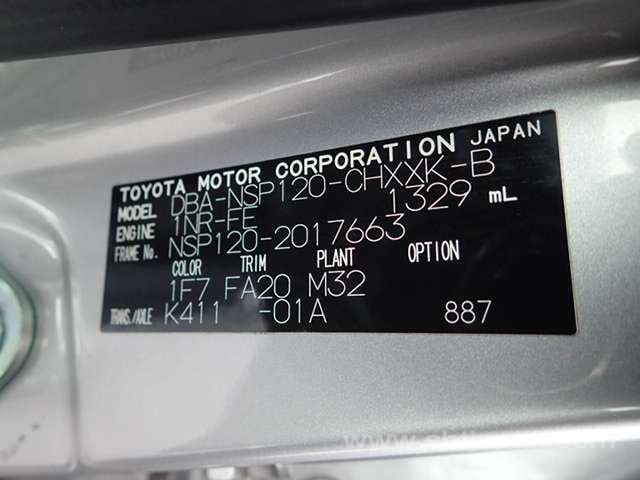 TOYOTA MOTOR CORPORATION JAPAN
MODEL DBA-NSP120-CHXXK-B
ENGINE 1NR-FE 1329 mL
FRAME No. NSP120-2017663
COLOR TRIM PLANT OPTION
1F7 FA20 M32
TRANS./AXLE K411 -01A 887